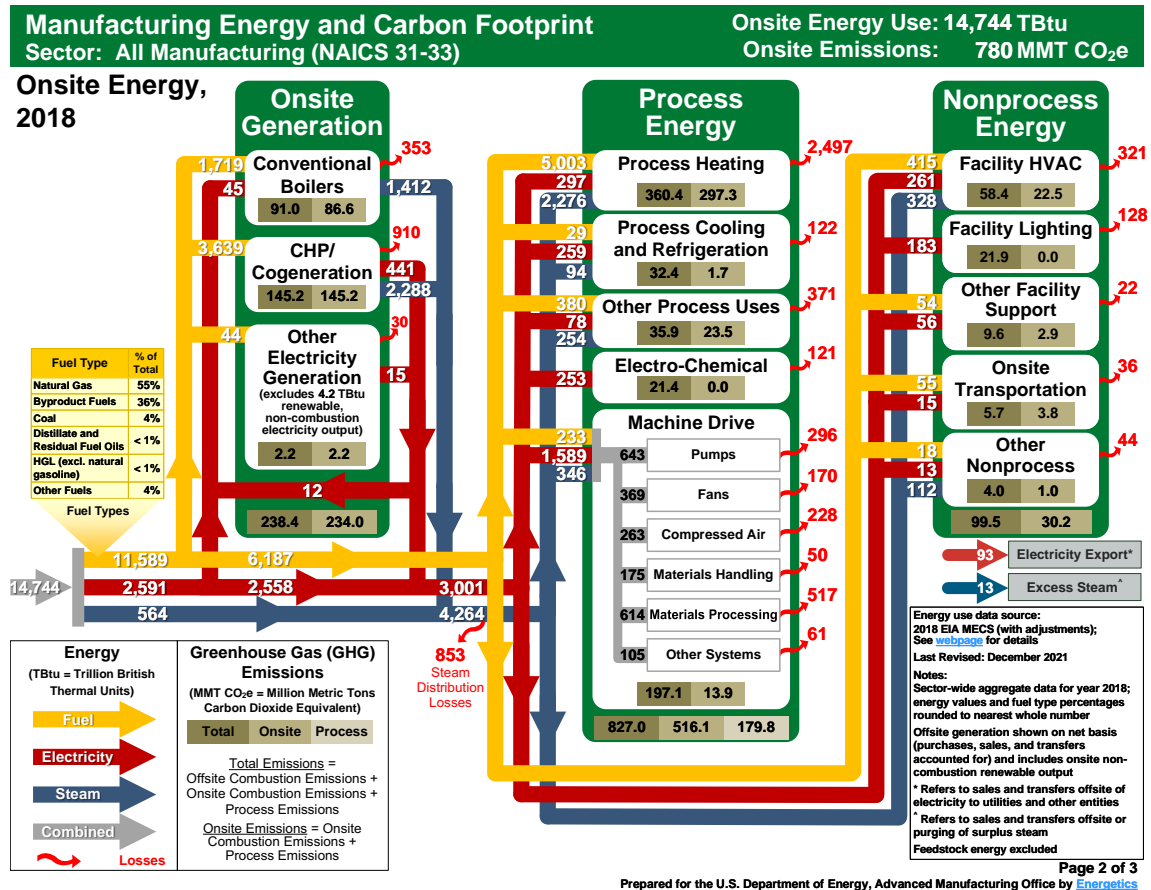 Manufacturing Energy and Carbon Footprint
Sector: All Manufacturing (NAICS 31-33)
Onsite Energy Use: 14,744 TBtu
Onsite Emissions: 780 MMT CO₂e
Onsite Energy,
2018
Onsite
Generation
353
1,719
Conventional
Boilers
45
1,412
91.0 86.6
910
3,639
CHP/
Cogeneration
441
2,288
145.2 145.2
30
44
Other
Electricity
Generation
15
(excludes 4.2 TBtu
renewable,
non-combustion
electricity output)
2.2 2.2
12
238.4 234.0
Fuel Type
% of
Total
Natural Gas 55%
Byproduct Fuels 36%
Coal 4%
Distillate and
Residual Fuel Oils < 1%
HGL (excl. natural
gasoline) < 1%
Other Fuels 4%
Fuel Types
14,744
11,589 6,187
2,591 2,558 3,001
564 4,264
853
Steam
Distribution
Losses
Process
Energy
2,497
5,003
Process Heating
297
2,276
360.4 297.3
122
29
Process Cooling
and Refrigeration
259
94
32.4 1.7
371
380
Other Process Uses
78
254
35.9 23.5
121
Electro-Chemical
253
21.4 0.0
Machine Drive
233
1,589
346
643 Pumps 296
369 Fans 170
263 Compressed Air 228
175 Materials Handling 50
614 Materials Processing 517
105 Other Systems 61
197.1 13.9
827.0 516.1 179.8
Nonprocess
Energy
321
415
Facility HVAC
261
328
58.4 22.5
128
Facility Lighting
183
21.9 0.0
22
Other Facility
Support
54
56
9.6 2.9
36
Onsite
Transportation
55
15
5.7 3.8
44
Other
Nonprocess
18
13
112
4.0 1.0
99.5 30.2
93 Electricity Export*
13 Excess Steam^
Energy
(TBtu = Trillion British
Thermal Units)
Fuel
Electricity
Steam
Combined
Losses
Greenhouse Gas (GHG)
Emissions
(MMT CO₂e = Million Metric Tons
Carbon Dioxide Equivalent)
Total Onsite Process
Total Emissions =
Offsite Combustion Emissions +
Onsite Combustion Emissions +
Process Emissions
Onsite Emissions = Onsite
Combustion Emissions +
Process Emissions
Energy use data source:
2018 EIA MECS (with adjustments);
See webpage for details
Last Revised: December 2021
Notes:
Sector-wide aggregate data for year 2018;
energy values and fuel type percentages
rounded to nearest whole number
Offsite generation shown on net basis
(purchases, sales, and transfers
accounted for) and includes onsite non-
combustion renewable output
* Refers to sales and transfers offsite of
electricity to utilities and other entities
^ Refers to sales and transfers offsite or
purging of surplus steam
Feedstock energy excluded
Page 2 of 3
Prepared for the U.S. Department of Energy, Advanced Manufacturing Office by Energetics